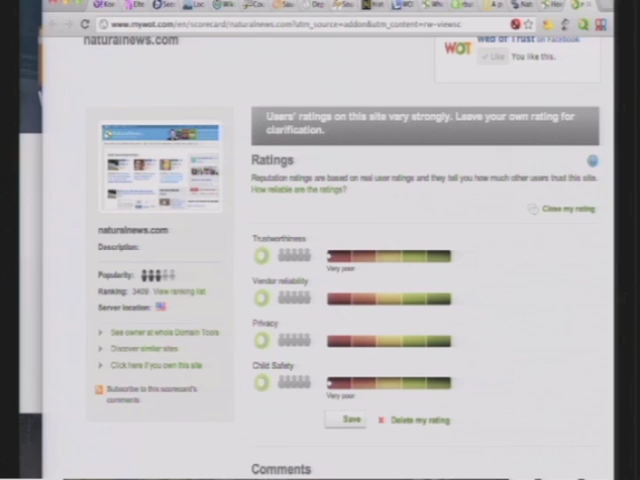 www.mywot.com/en/scorecard/naturalnews.com?utm_source=addon&utm_content=rw-viewsc
naturalnews.com
Web of Trust on Facebook
WOT
Like You like this.
Users' ratings on this site vary strongly. Leave your own rating for
clarification.
Ratings
Reputation ratings are based on real user ratings and they tell you how much other users trust this site.
How reliable are the ratings?
Close my rating
naturalnews.com
Description:
Popularity:
Ranking: 3409 View ranking list
Server location:
See owner at whois Domain Tools
Discover similar sites
Click here if you own this site
Subscribe to this scorecard's
comments
Trustworthiness
Very poor
Vendor reliability
Privacy
Child Safety
Very poor
Save
Delete my rating
Comments